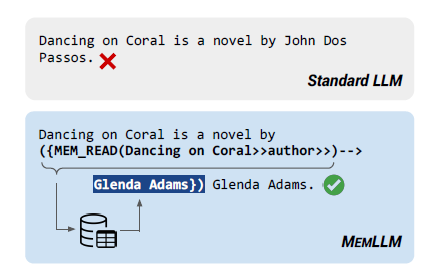 Dancing on Coral is a novel by John Dos
Passos.
Standard LLM
Dancing on Coral is a novel by
({MEM_READ(Dancing on Coral>>author>>)-->
Glenda Adams}) Glenda Adams.
MEMLLM